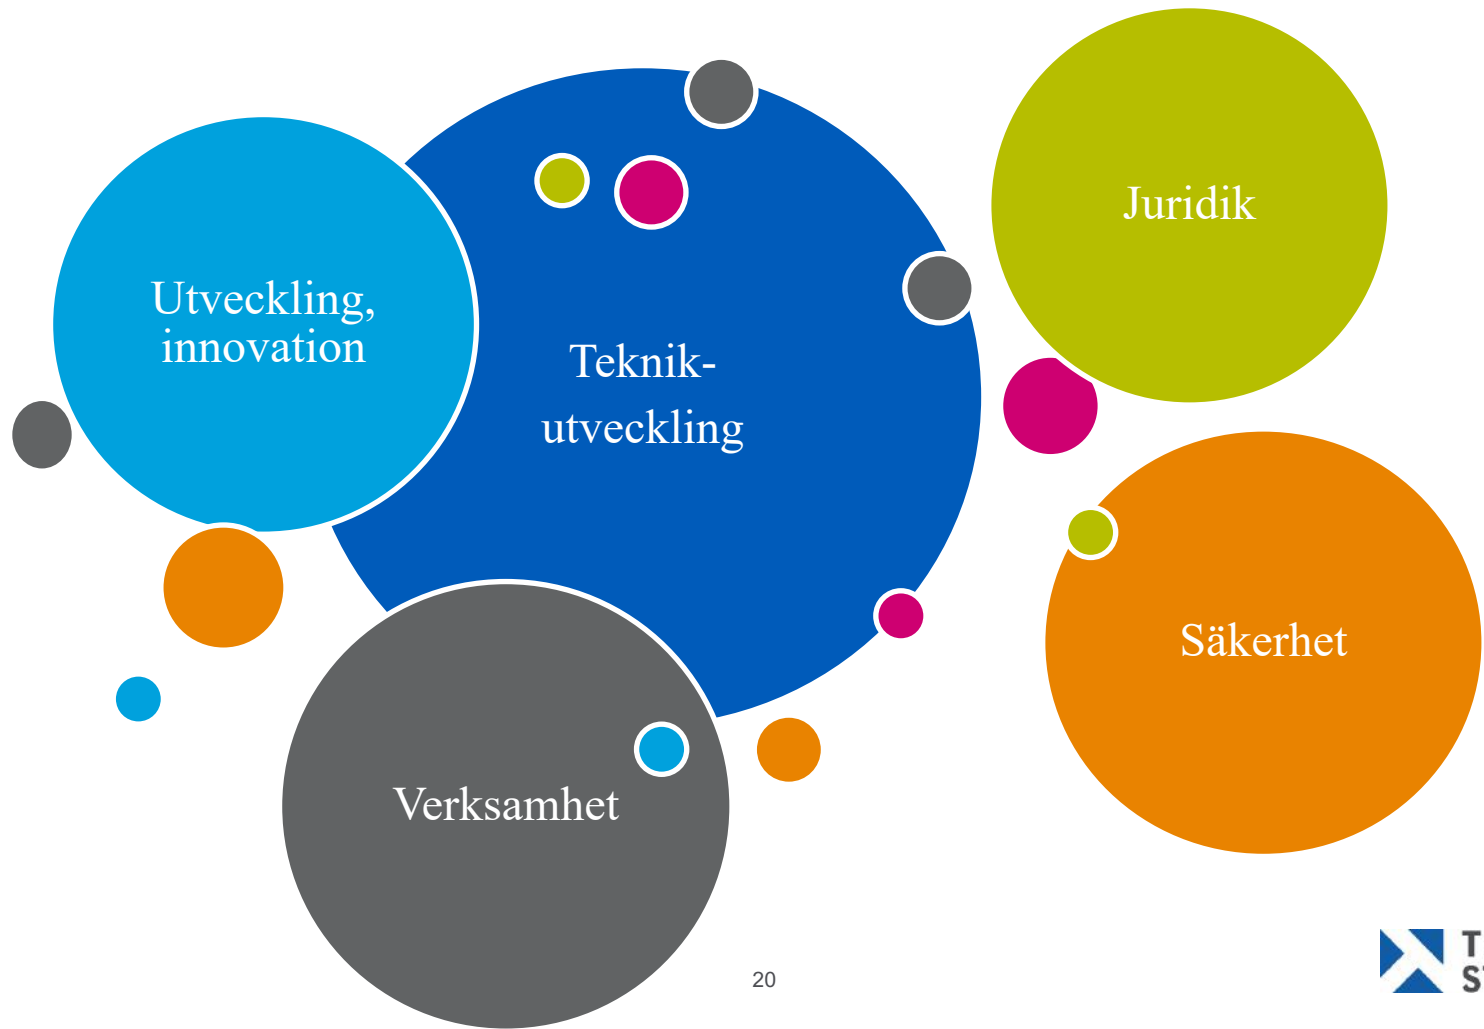 Juridik
Utveckling,
innovation
Teknik-
utveckling
Säkerhet
Verksamhet
20